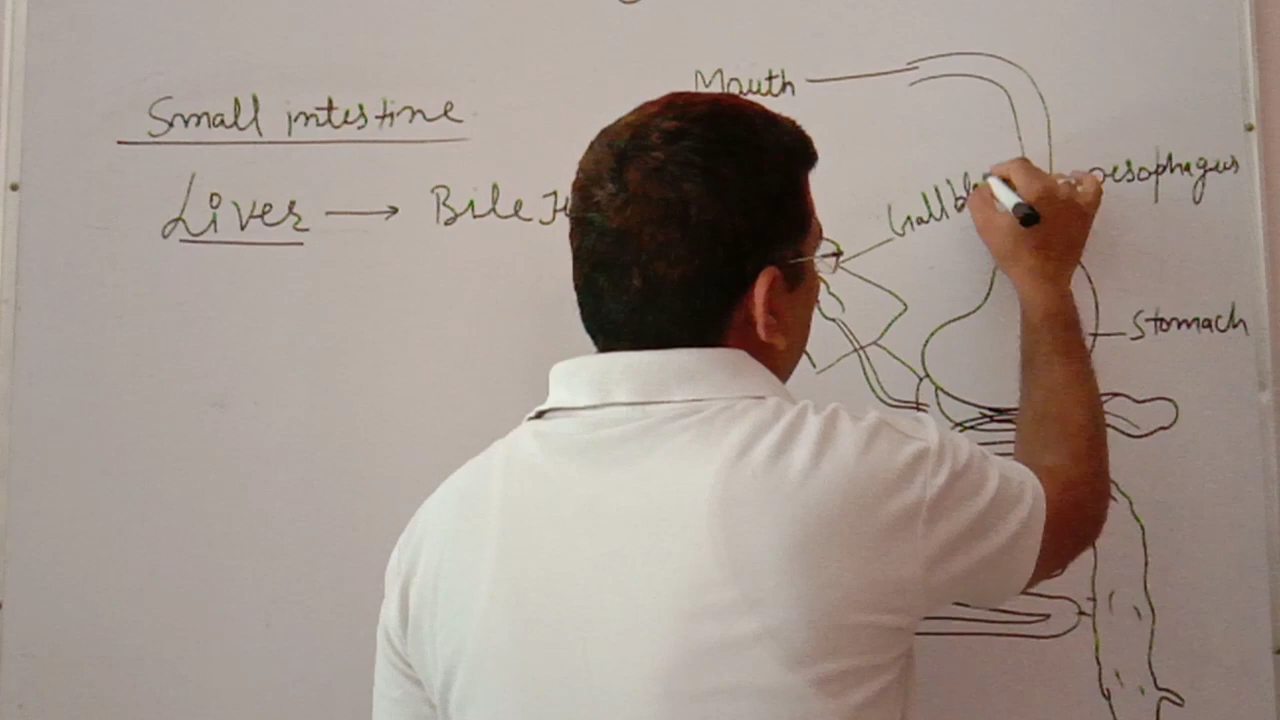 Mouth
Small intestine
oesophagus
Liver → Bile
Stomach